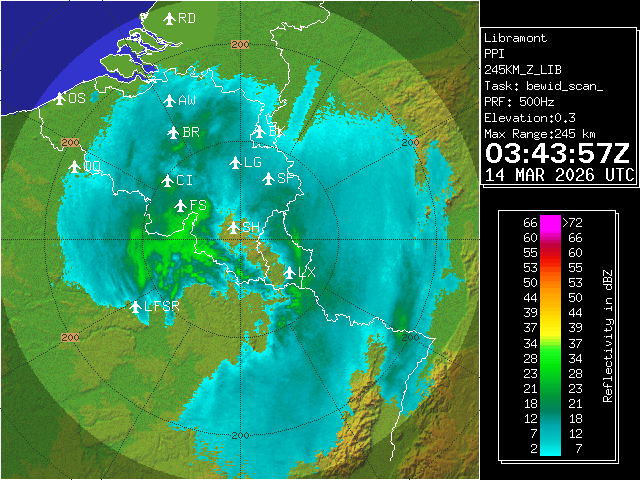 RD
200
OS
AW
BR
200
200
LG
CI
SP
FS
SH
LX
LFSR
200
200
200
Libramont
PPI
245KM_Z_LIB
Task: bewid_scan_
PRF: 500Hz
Elevation:0.3
Max Range:245 km
03:43:57Z
14 MAR 2026 UTC
66 >72
60 66
55 60
53 55
50 53
44 50
39 44
37 39
34 37
28 34
23 28
21 23
18 21
12 18
7 12
2 7
Reflectivity in dBZ